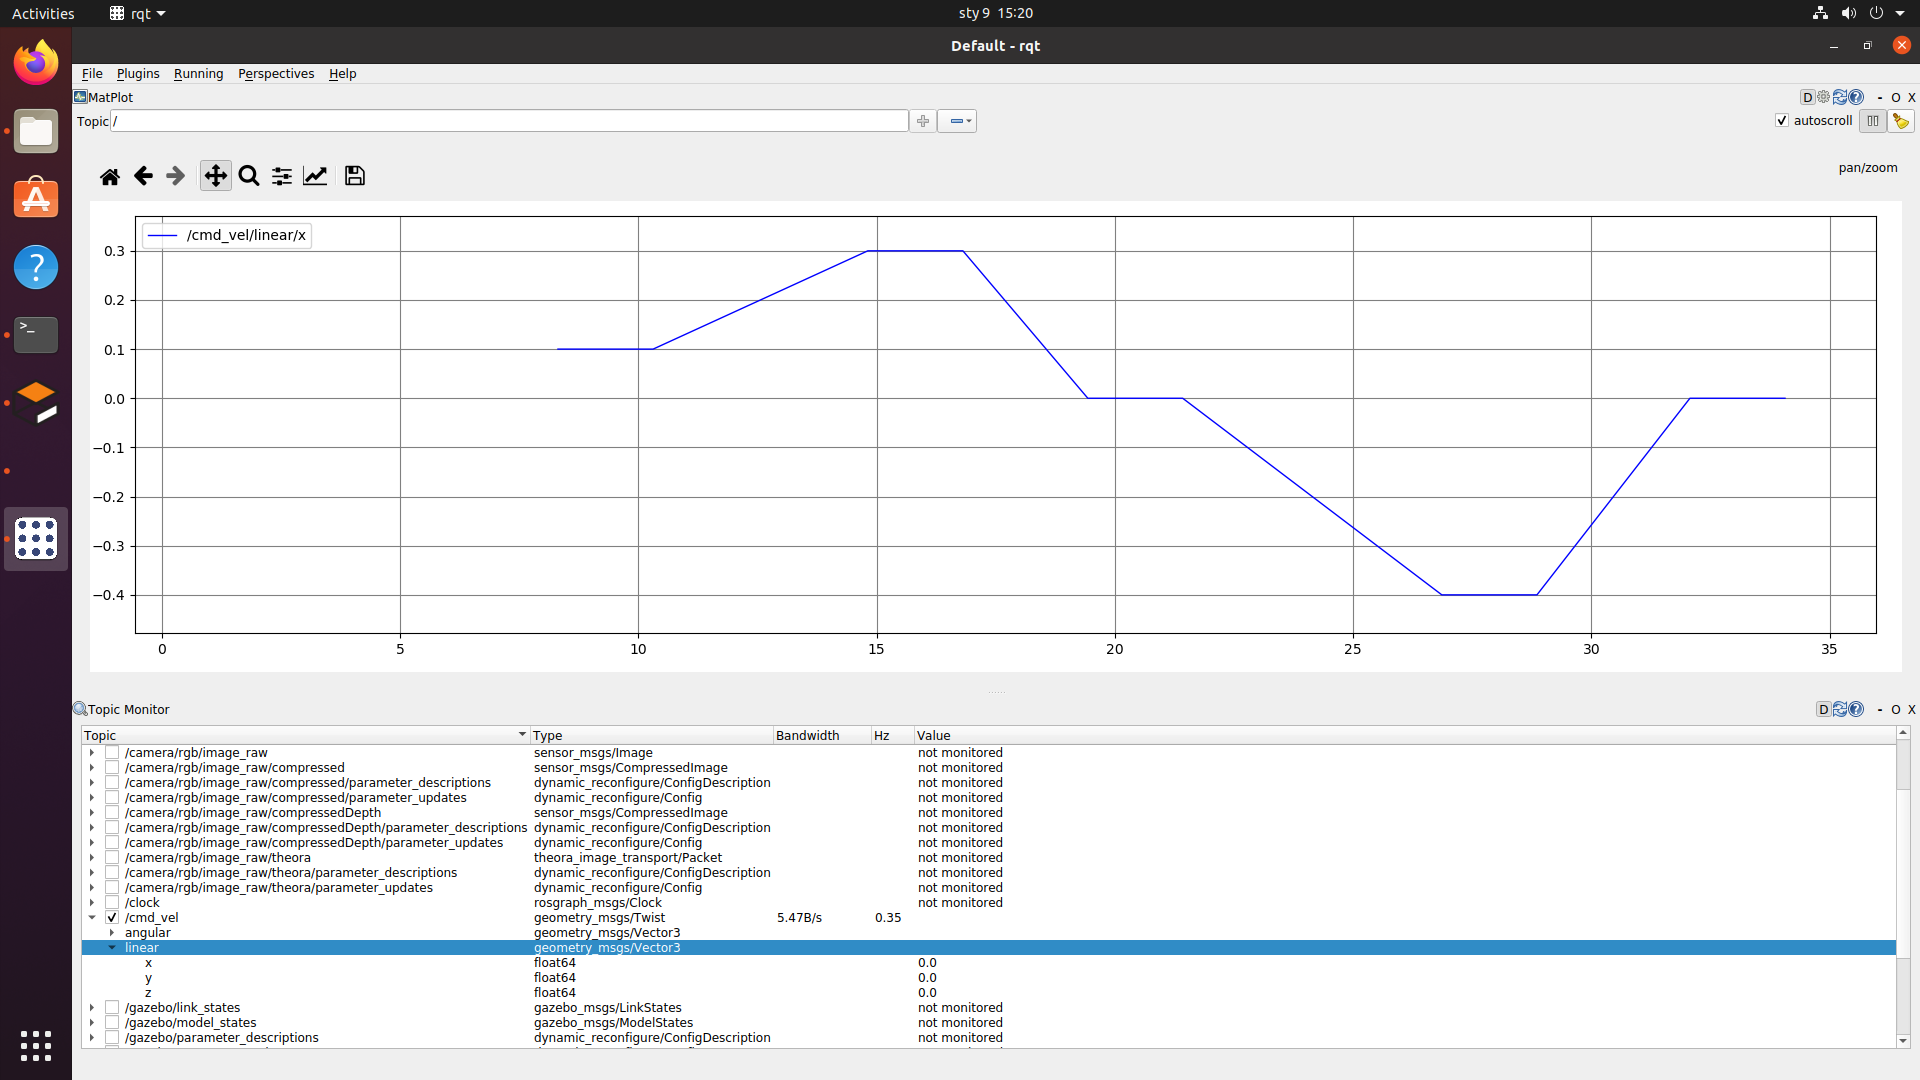 Activities rqt sty 9 15:20
Default - rqt
File Plugins Running Perspectives Help
MatPlot D - O X
Topic / autoscroll
pan/zoom
/cmd_vel/linear/x
0.3
0.2
0.1
0.0
−0.1
−0.2
−0.3
−0.4
0 5 10 15 20 25 30 35
Topic Monitor D - O X
Topic Type Bandwidth Hz Value
/camera/rgb/image_raw sensor_msgs/Image not monitored
/camera/rgb/image_raw/compressed sensor_msgs/CompressedImage not monitored
/camera/rgb/image_raw/compressed/parameter_descriptions dynamic_reconfigure/ConfigDescription not monitored
/camera/rgb/image_raw/compressed/parameter_updates dynamic_reconfigure/Config not monitored
/camera/rgb/image_raw/compressedDepth sensor_msgs/CompressedImage not monitored
/camera/rgb/image_raw/compressedDepth/parameter_descriptions dynamic_reconfigure/ConfigDescription not monitored
/camera/rgb/image_raw/compressedDepth/parameter_updates dynamic_reconfigure/Config not monitored
/camera/rgb/image_raw/theora theora_image_transport/Packet not monitored
/camera/rgb/image_raw/theora/parameter_descriptions dynamic_reconfigure/ConfigDescription not monitored
/camera/rgb/image_raw/theora/parameter_updates dynamic_reconfigure/Config not monitored
/clock rosgraph_msgs/Clock not monitored
/cmd_vel geometry_msgs/Twist 5.47B/s 0.35
angular geometry_msgs/Vector3
linear geometry_msgs/Vector3
x float64 0.0
y float64 0.0
z float64 0.0
/gazebo/link_states gazebo_msgs/LinkStates not monitored
/gazebo/model_states gazebo_msgs/ModelStates not monitored
/gazebo/parameter_descriptions dynamic_reconfigure/ConfigDescription not monitored